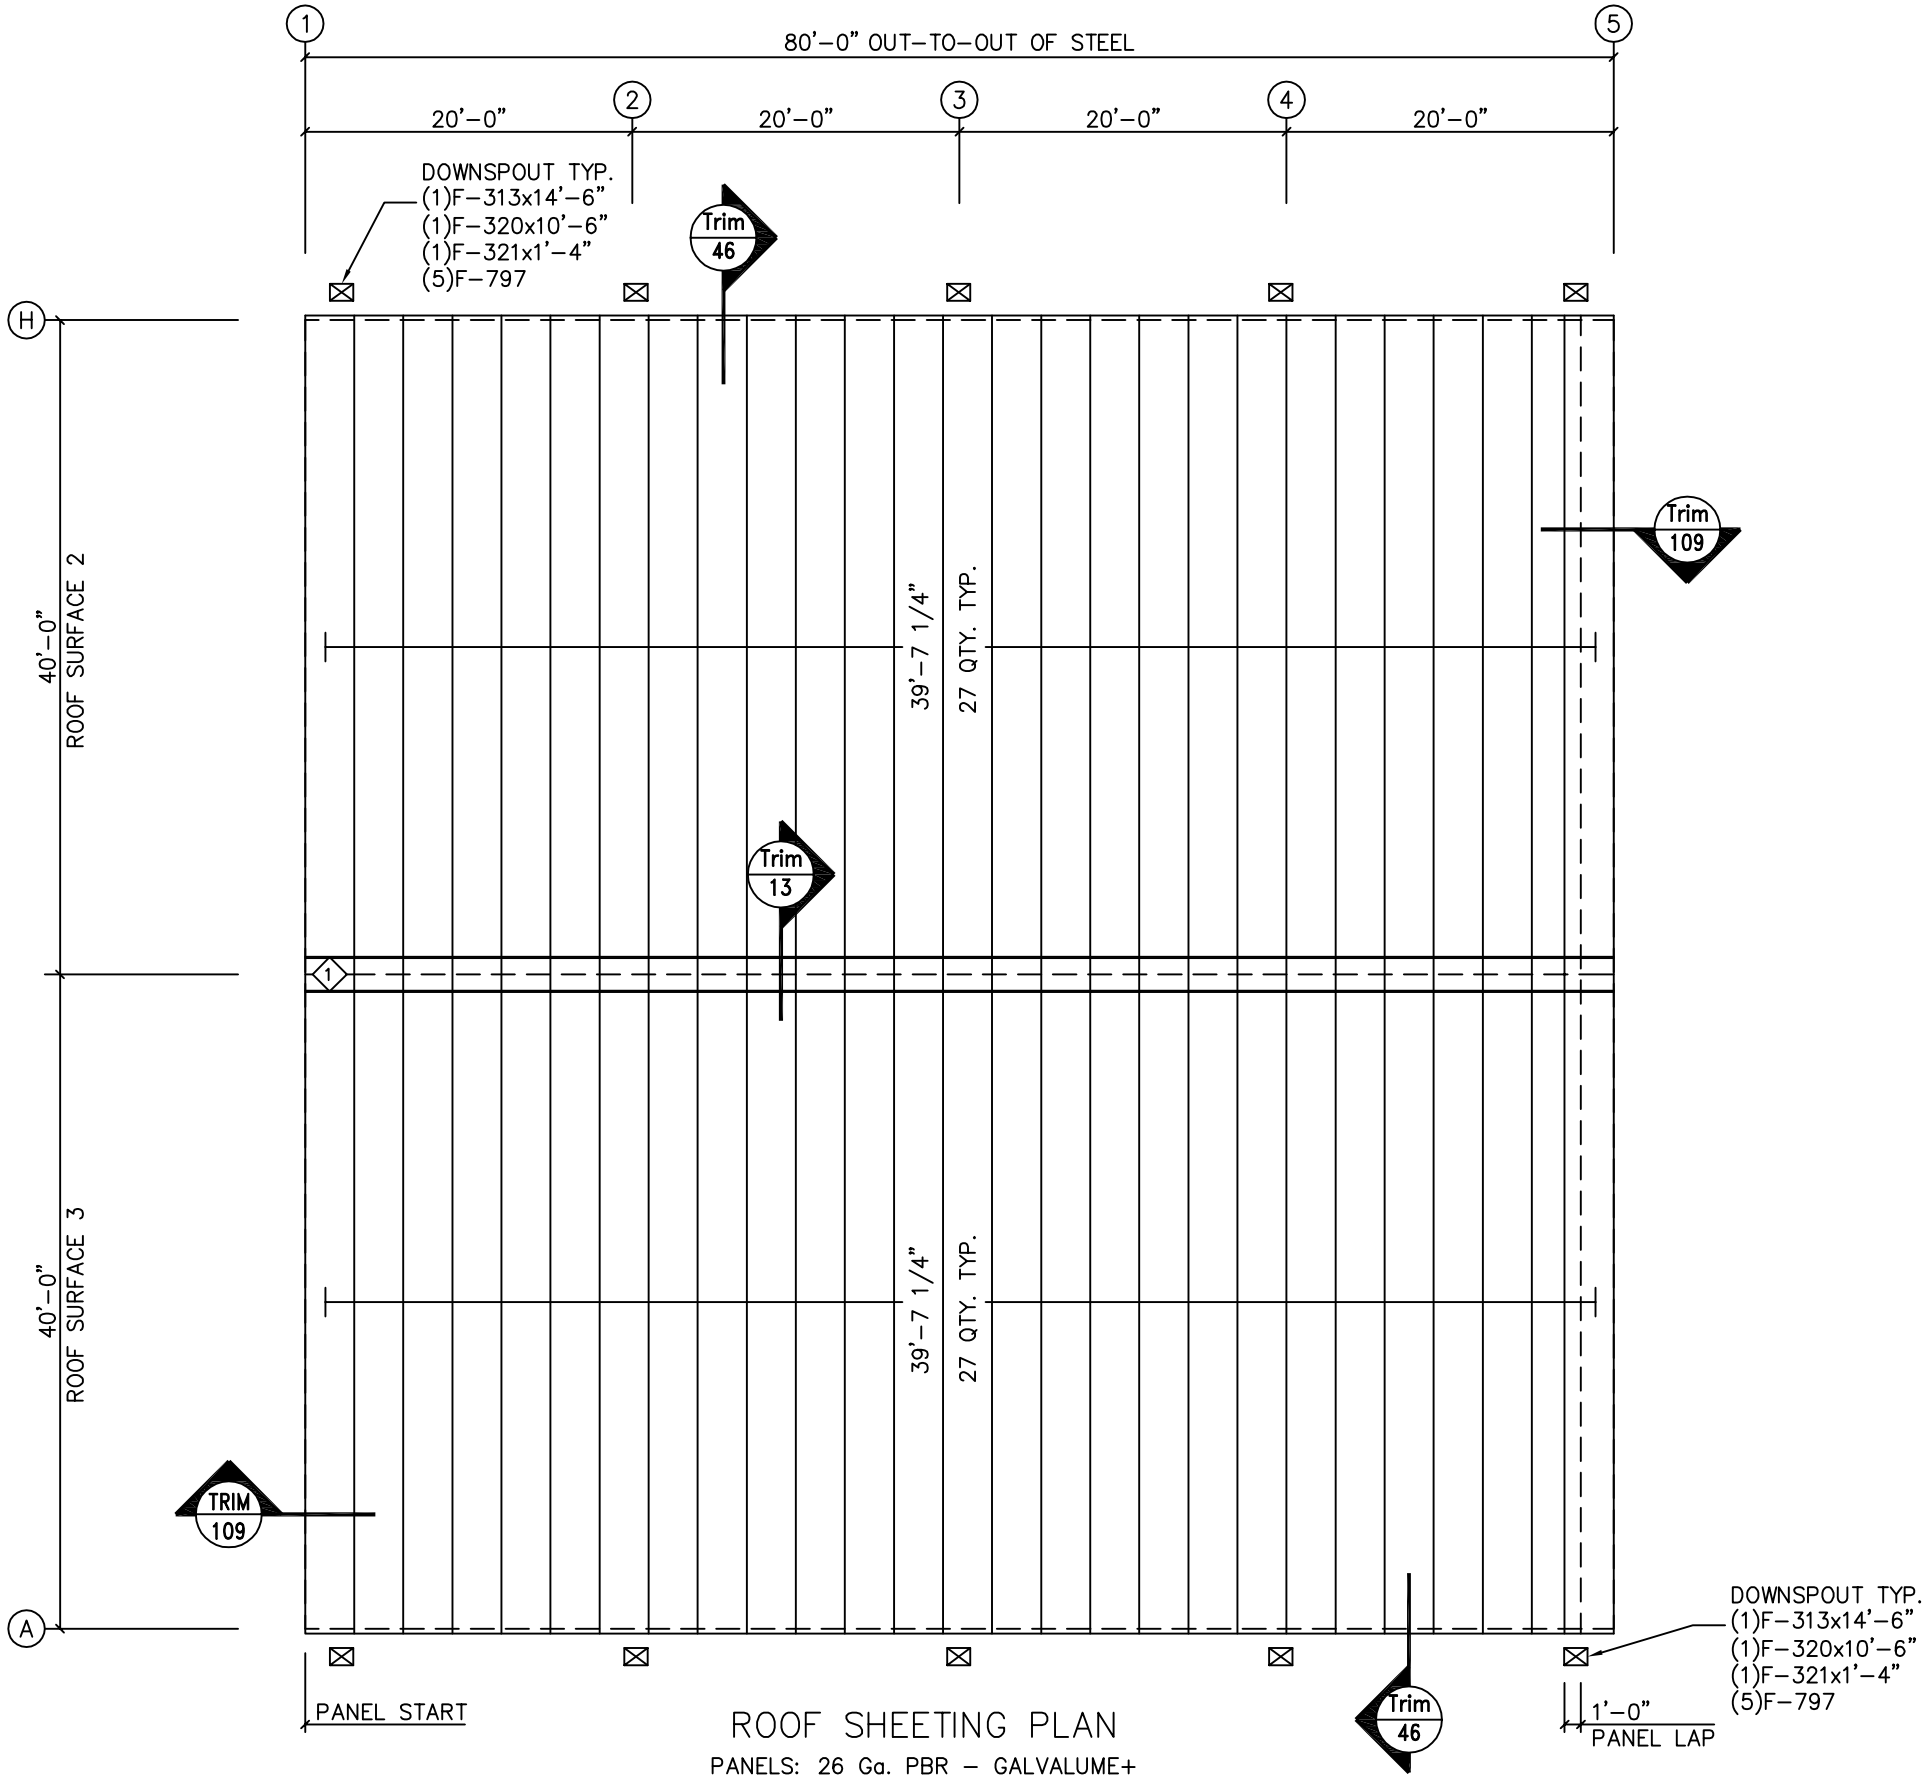 1
5
80'-0" OUT-TO-OUT OF STEEL
2
3
4
20'-0"
20'-0"
20'-0"
20'-0"
DOWNSPOUT TYP.
(1)F-313x14'-6"
(1)F-320x10'-6"
(1)F-321x1'-4"
(5)F-797
Trim
46
H
Trim
109
40'-0"
ROOF SURFACE 2
39'-7 1/4"
27 QTY. TYP.
Trim
13
1
40'-0"
ROOF SURFACE 3
39'-7 1/4"
27 QTY. TYP.
TRIM
109
A
DOWNSPOUT TYP.
(1)F-313x14'-6"
(1)F-320x10'-6"
(1)F-321x1'-4"
(5)F-797
PANEL START
Trim
46
1'-0"
PANEL LAP
ROOF SHEETING PLAN
PANELS: 26 Ga. PBR - GALVALUME+